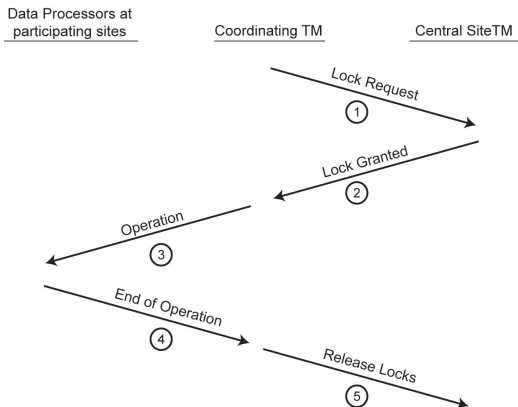 Data Processors at
participating sites
Coordinating TM
Central SiteTM
Lock Request
1
Lock Granted
2
Operation
3
End of Operation
4
Release Locks
5